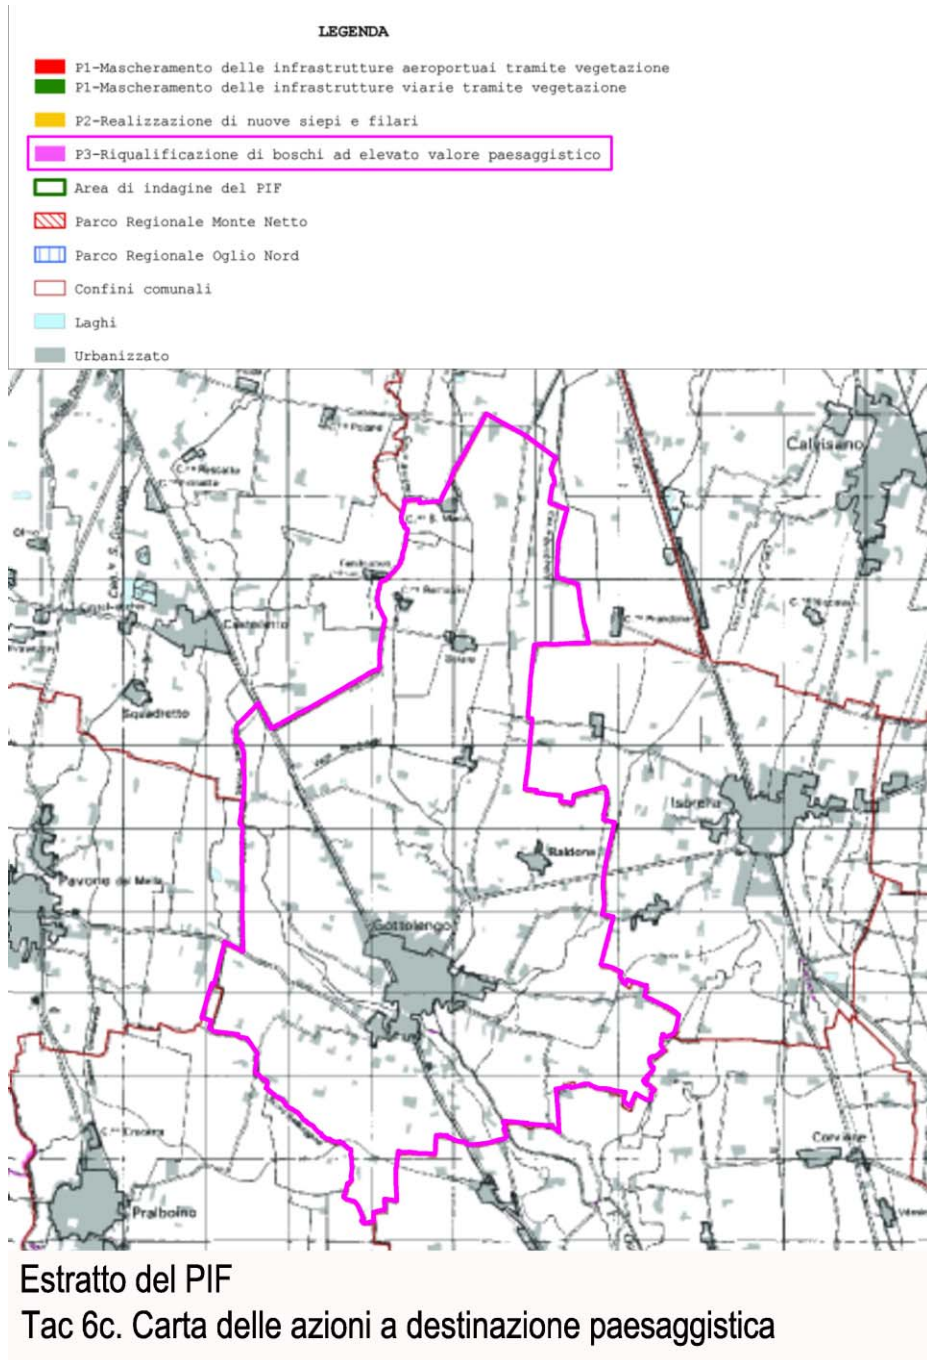 LEGENDA
P1-Mascheramento delle infrastrutture aeroportuai tramite vegetazione
P1-Mascheramento delle infrastrutture viarie tramite vegetazione
P2-Realizzazione di nuove siepi e filari
P3-Riqualificazione di boschi ad elevato valore paesaggistico
Area di indagine del PIF
Parco Regionale Monte Netto
Parco Regionale Oglio Nord
Confini comunali
Laghi
Urbanizzato
Calvisano
Castelletto
Squadretto
Isorella
Baldone
Pavone del Mella
Gottolengo
Corvione
Pralboino
Estratto del PIF
Tac 6c. Carta delle azioni a destinazione paesaggistica